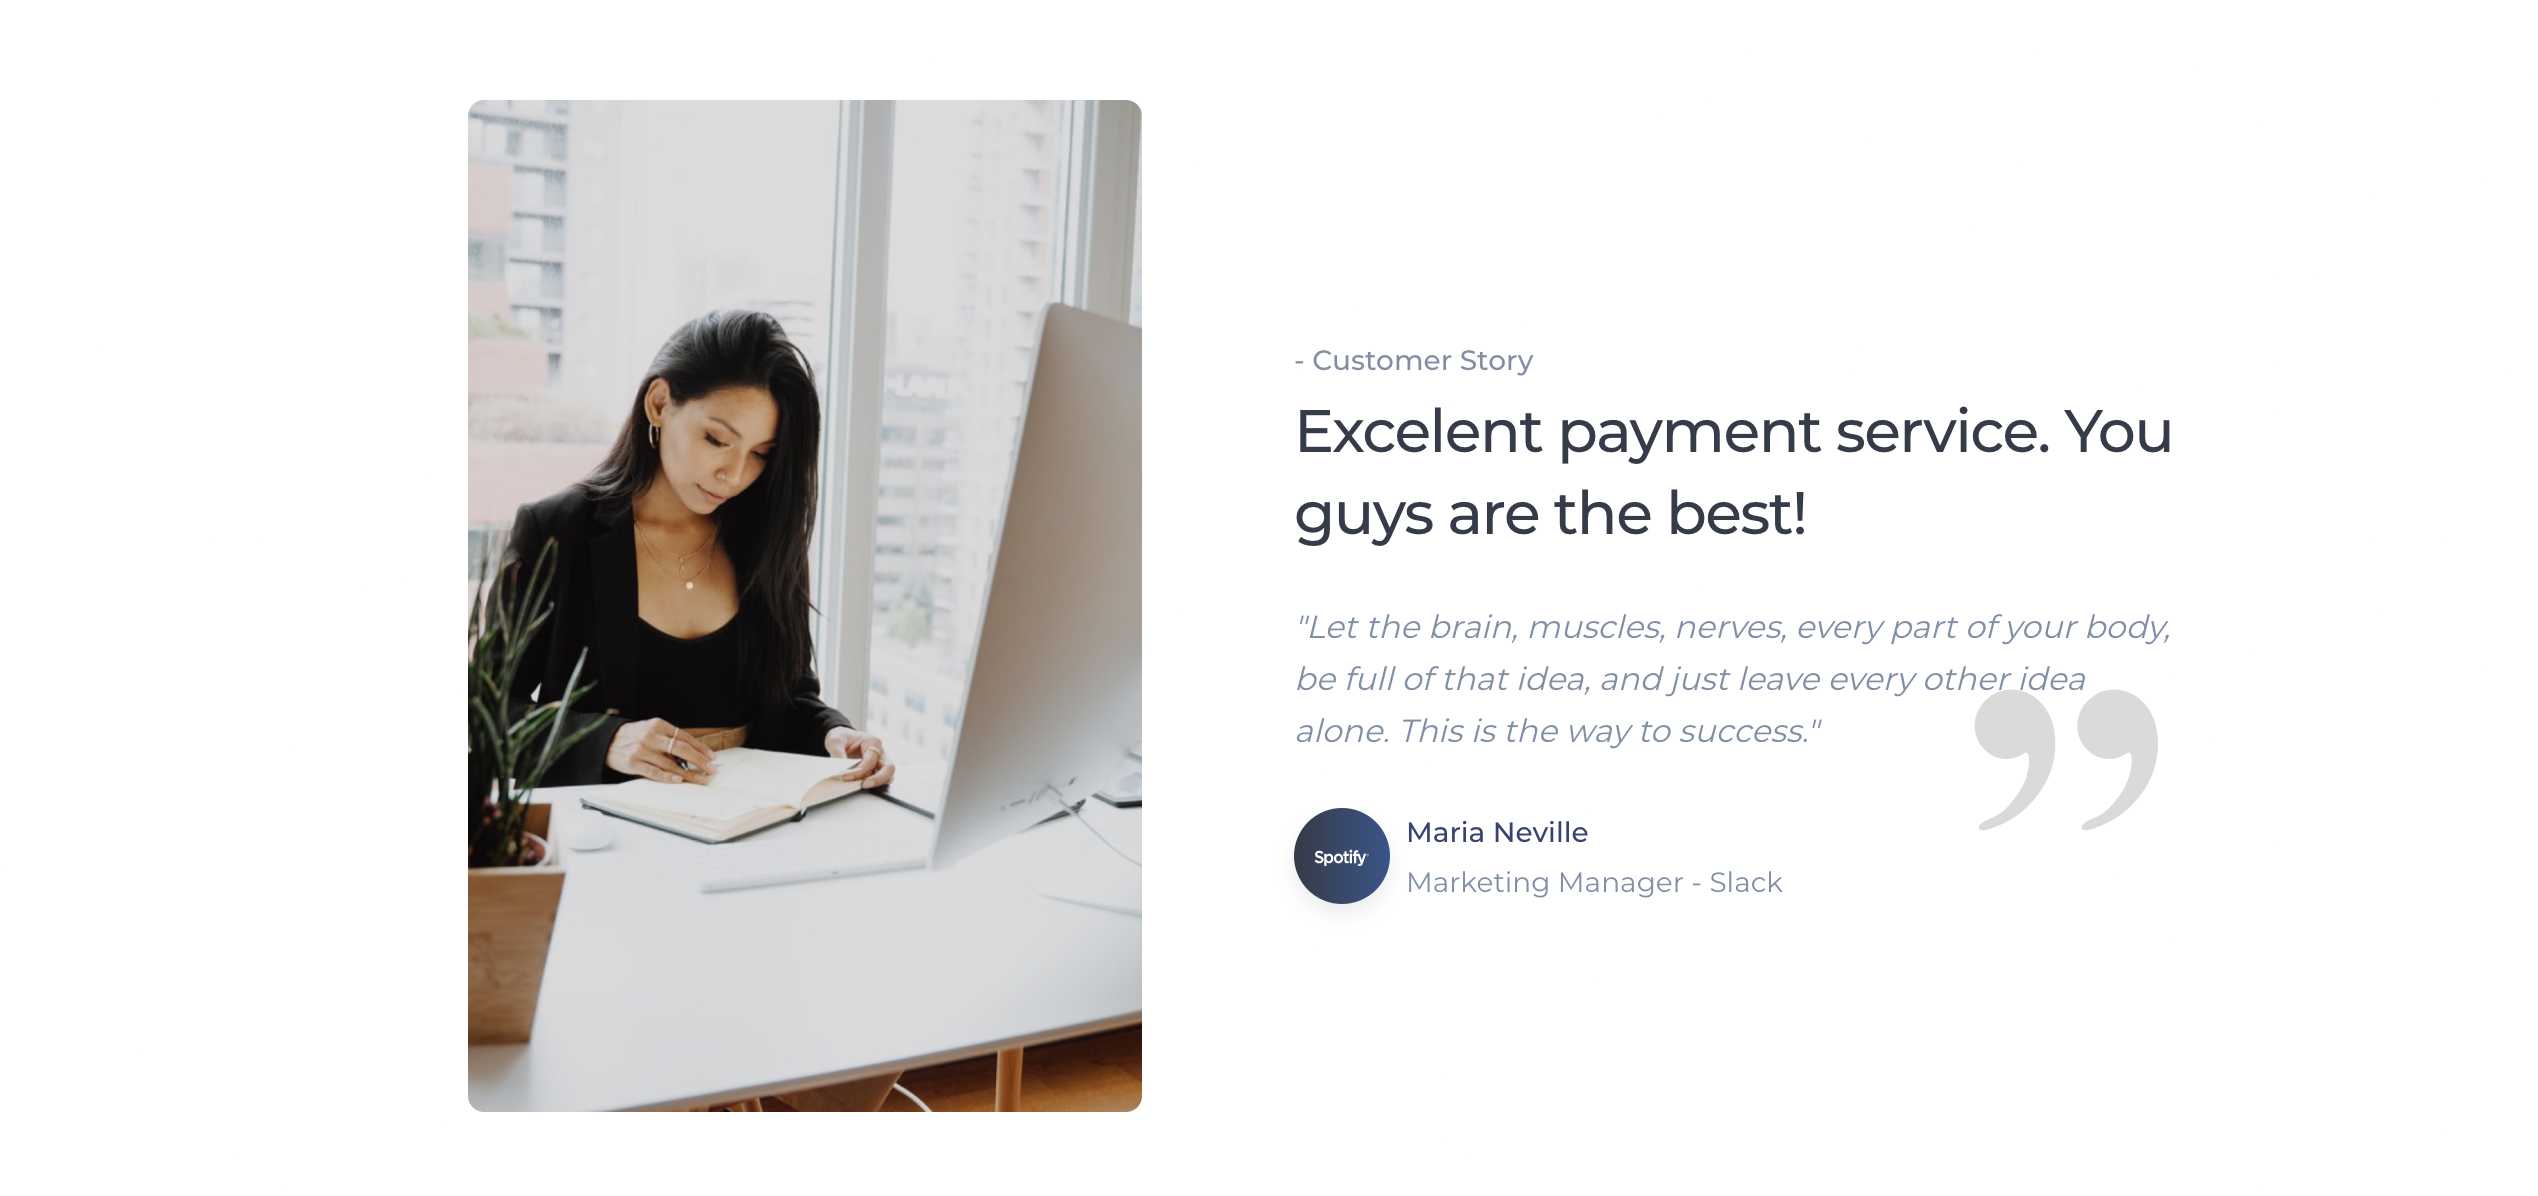 - Customer Story
Excelent payment service. You
guys are the best!
"Let the brain, muscles, nerves, every part of your body,
be full of that idea, and just leave every other idea
alone. This is the way to success."
Spotify
Maria Neville
Marketing Manager - Slack